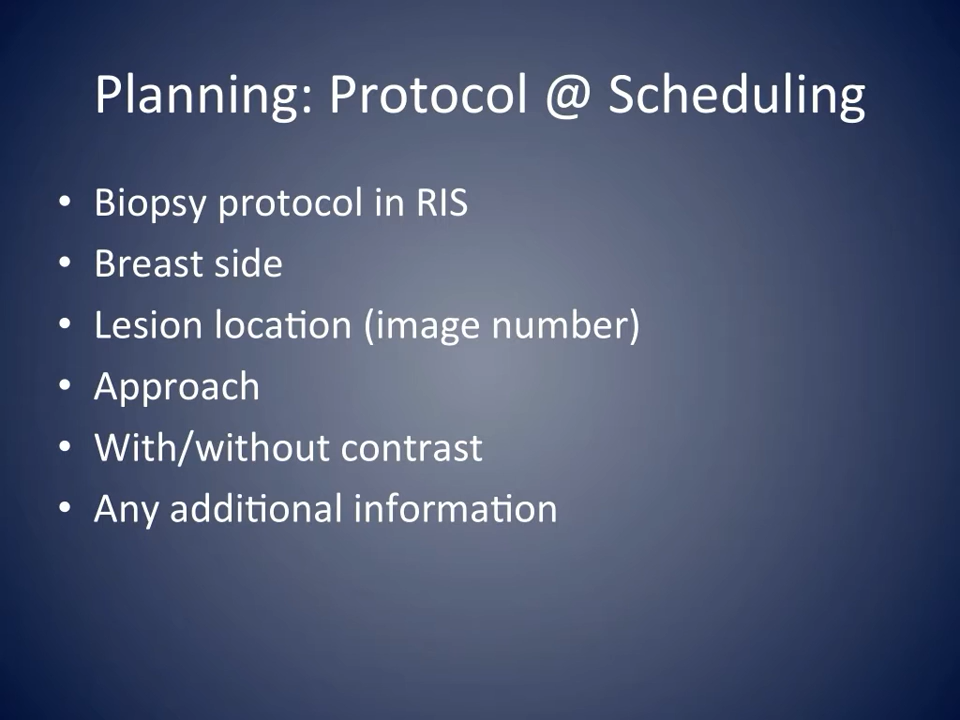 Planning: Protocol @ Scheduling
• Biopsy protocol in RIS
• Breast side
• Lesion location (image number)
• Approach
• With/without contrast
• Any additional information